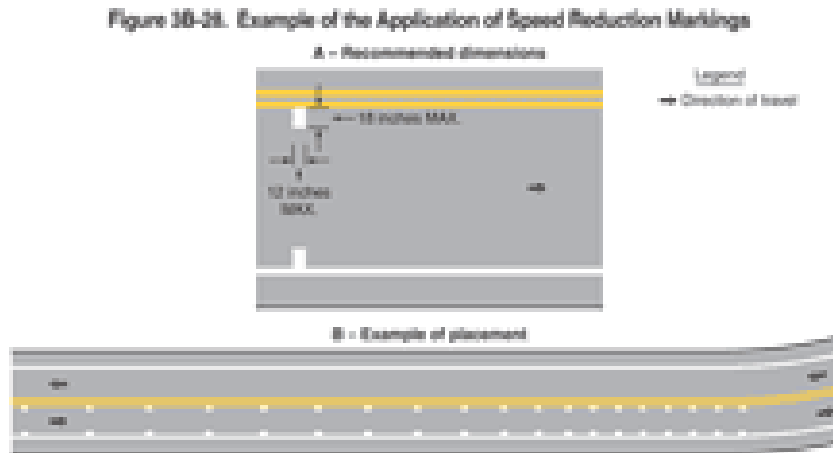 Figure 3B-28. Example of the Application of Speed Reduction Markings
A – Recommended dimensions
Legend
Direction of travel
18 inches MAX.
12 inches
MAX.
B – Example of placement